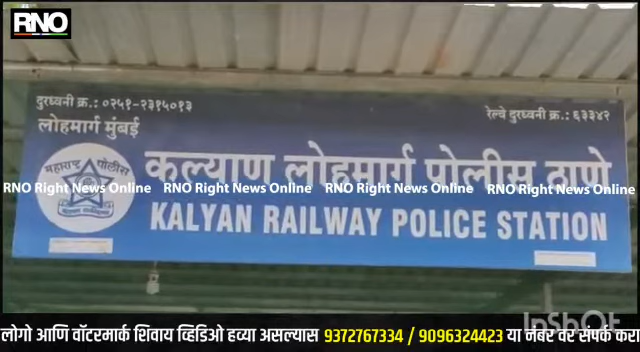 RNO
दुरध्वनी क्र.: ०२५१-२३१५०१३
रेल्वे दुरध्वनी क्र.: ६३३४२
लोहमार्ग मुंबई
महाराष्ट्र पोलीस
कल्याण लोहमार्ग पोलीस ठाणे
RNO Right News Online RNO Right News Online RNO Right News Online RNO Right News Online
KALYAN RAILWAY POLICE STATION
InShOt
लोगो आणि वॉटरमार्क शिवाय व्हिडिओ हव्या असल्यास 9372767334 / 9096324423 या नंबर वर संपर्क करा